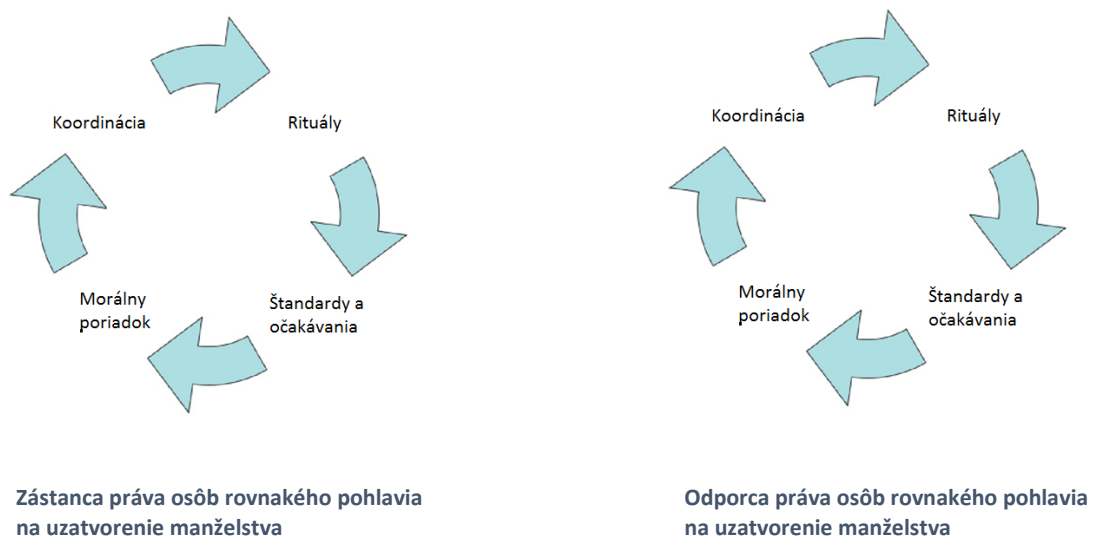 Koordinácia
Rituály
Morálny
poriadok
Štandardy a
očakávania
Zástanca práva osôb rovnakého pohlavia
na uzatvorenie manželstva
Koordinácia
Rituály
Morálny
poriadok
Štandardy a
očakávania
Odporca práva osôb rovnakého pohlavia
na uzatvorenie manželstva